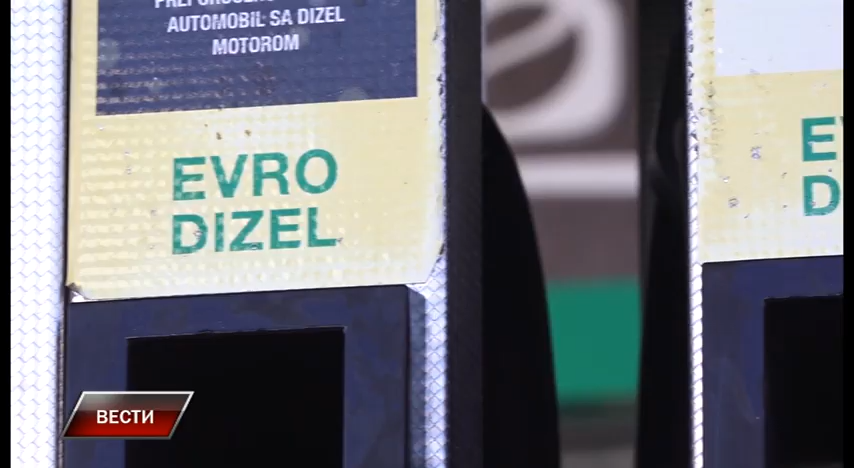 AUTOMOBIL SA DIZEL
MOTOROM
EVRO
DIZEL
ВЕСТИ